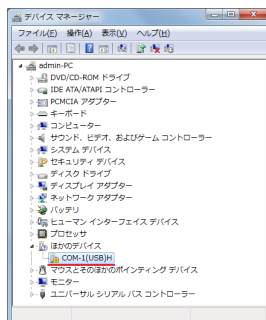 デバイス マネージャー
ファイル(F) 操作(A) 表示(V) ヘルプ(H)
admin-PC
DVD/CD-ROM ドライブ
IDE ATA/ATAPI コントローラー
PCMCIA アダプター
キーボード
コンピューター
サウンド、ビデオ、およびゲーム コントローラー
システム デバイス
セキュリティ デバイス
ディスク ドライブ
ディスプレイ アダプター
ネットワーク アダプター
バッテリ
ヒューマン インターフェイス デバイス
プロセッサ
ほかのデバイス
COM-1(USB)H
マウスとそのほかのポインティング デバイス
モニター
ユニバーサル シリアル バス コントローラー